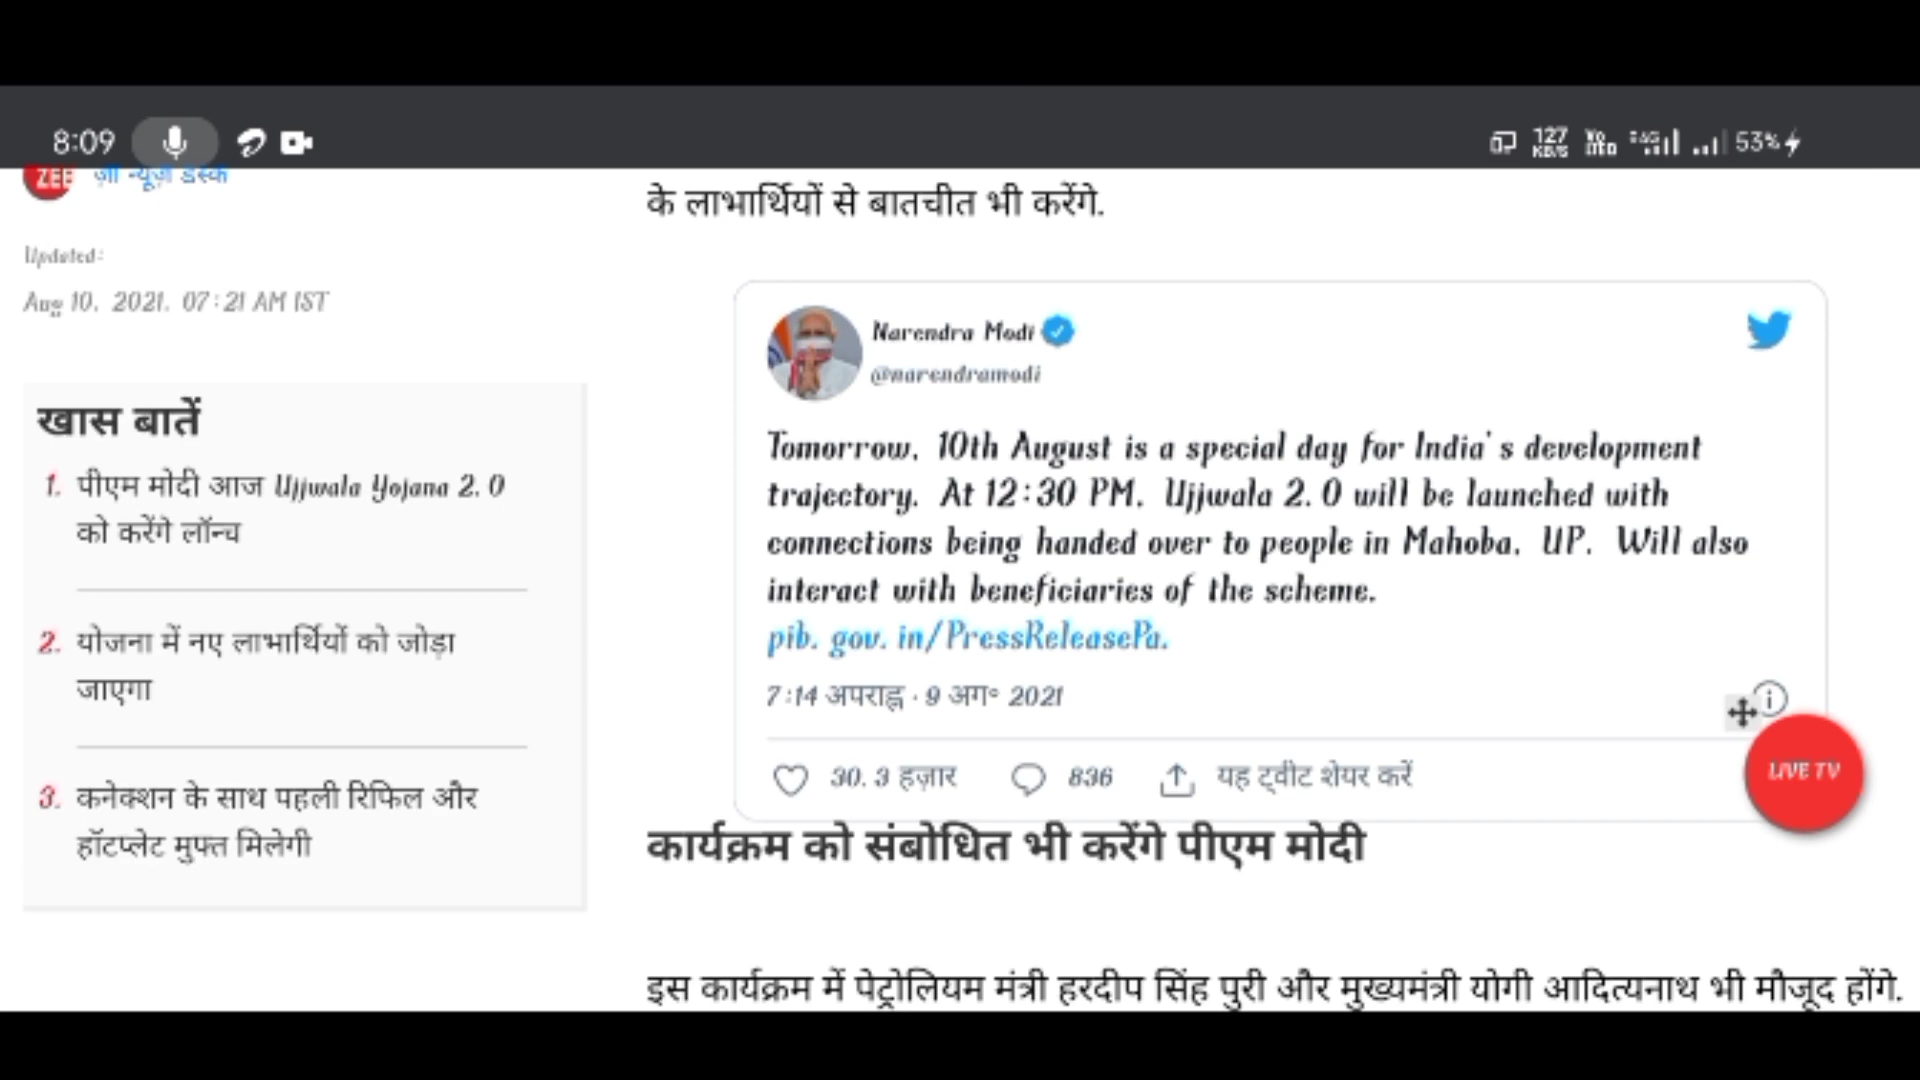 8:09
127 KB/S
53%
ZEE ज़ी न्यूज़ डेस्क
Updated:
Aug 10, 2021, 07:21 AM IST
खास बातें
1. पीएम मोदी आज Ujjwala Yojana 2.0
को करेंगे लॉन्च
2. योजना में नए लाभार्थियों को जोड़ा
जाएगा
3. कनेक्शन के साथ पहली रिफिल और
हॉटप्लेट मुफ्त मिलेगी
के लाभार्थियों से बातचीत भी करेंगे.
Narendra Modi
@narendramodi
Tomorrow, 10th August is a special day for India's development
trajectory. At 12:30 PM, Ujjwala 2.0 will be launched with
connections being handed over to people in Mahoba, UP. Will also
interact with beneficiaries of the scheme.
pib.gov.in/PressReleasePa.
7:14 अपराह्न · 9 अग॰ 2021
30.3 हज़ार 836 यह ट्वीट शेयर करें
LIVE TV
कार्यक्रम को संबोधित भी करेंगे पीएम मोदी
इस कार्यक्रम में पेट्रोलियम मंत्री हरदीप सिंह पुरी और मुख्यमंत्री योगी आदित्यनाथ भी मौजूद होंगे.